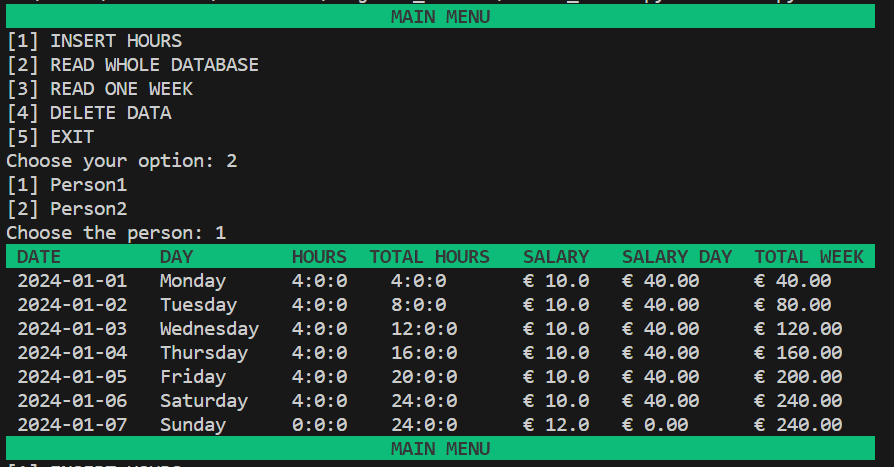 MAIN MENU
[1] INSERT HOURS
[2] READ WHOLE DATABASE
[3] READ ONE WEEK
[4] DELETE DATA
[5] EXIT
Choose your option: 2
[1] Person1
[2] Person2
Choose the person: 1
DATE DAY HOURS TOTAL HOURS SALARY SALARY DAY TOTAL WEEK
2024-01-01 Monday 4:0:0 4:0:0 € 10.0 € 40.00 € 40.00
2024-01-02 Tuesday 4:0:0 8:0:0 € 10.0 € 40.00 € 80.00
2024-01-03 Wednesday 4:0:0 12:0:0 € 10.0 € 40.00 € 120.00
2024-01-04 Thursday 4:0:0 16:0:0 € 10.0 € 40.00 € 160.00
2024-01-05 Friday 4:0:0 20:0:0 € 10.0 € 40.00 € 200.00
2024-01-06 Saturday 4:0:0 24:0:0 € 10.0 € 40.00 € 240.00
2024-01-07 Sunday 0:0:0 24:0:0 € 12.0 € 0.00 € 240.00
MAIN MENU